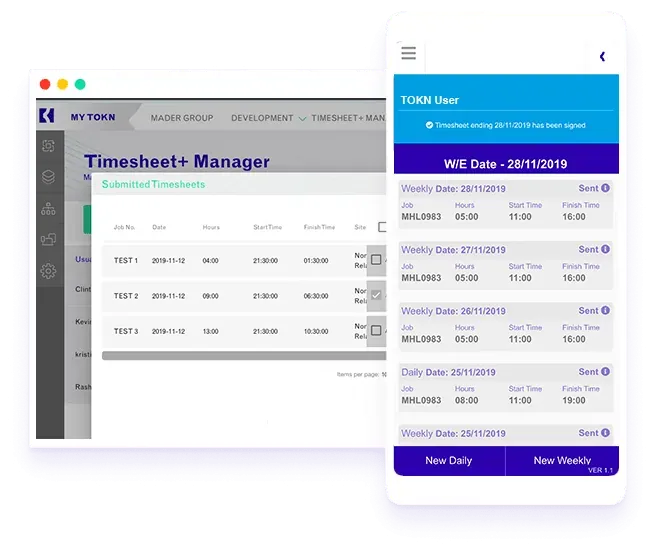 MY TOKN
MADER GROUP
DEVELOPMENT
TIMESHEET+ MAN
Timesheet+ Manager
Submitted Timesheets
Job No. Date Hours Start Time Finish Time Site
TEST 1 2019-11-12 04:00 21:30:00 01:30:00
TEST 2 2019-11-12 09:00 21:30:00 06:30:00
TEST 3 2019-11-12 13:00 21:30:00 10:30:00
Items per page: 10
TOKN User
Timesheet ending 28/11/2019 has been signed
W/E Date - 28/11/2019
Weekly Date: 28/11/2019 Sent
Job Hours Start Time Finish Time
MHL0983 05:00 11:00 16:00
Weekly Date: 27/11/2019 Sent
Job Hours Start Time Finish Time
MHL0983 05:00 11:00 16:00
Weekly Date: 26/11/2019 Sent
Job Hours Start Time Finish Time
MHL0983 05:00 11:00 16:00
Daily Date: 25/11/2019 Sent
Job Hours Start Time Finish Time
MHL0983 08:00 11:00 19:00
Weekly Date: 25/11/2019 Sent
New Daily New Weekly
VER 1.1